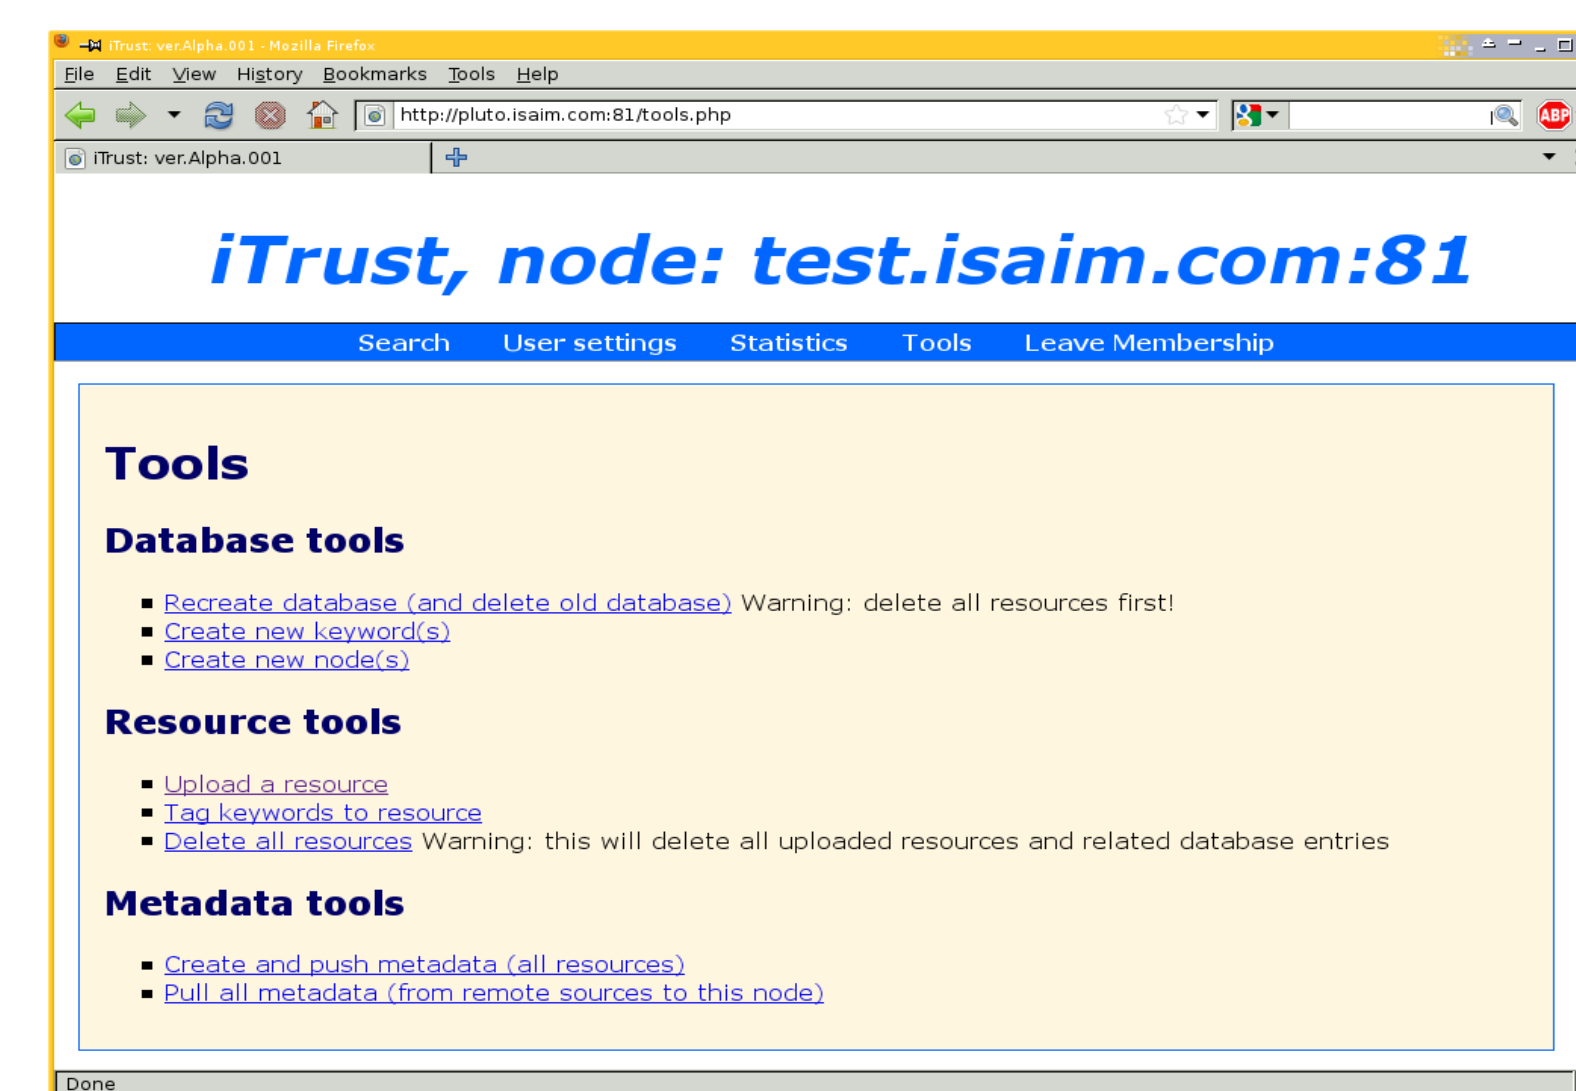 iTrust: ver.Alpha.001 - Mozilla Firefox
File Edit View History Bookmarks Tools Help
http://pluto.isaim.com:81/tools.php
ABP
iTrust: ver.Alpha.001
iTrust, node: test.isaim.com:81
Search User settings Statistics Tools Leave Membership
Tools
Database tools
Recreate database (and delete old database) Warning: delete all resources first!
Create new keyword(s)
Create new node(s)
Resource tools
Upload a resource
Tag keywords to resource
Delete all resources Warning: this will delete all uploaded resources and related database entries
Metadata tools
Create and push metadata (all resources)
Pull all metadata (from remote sources to this node)
Done